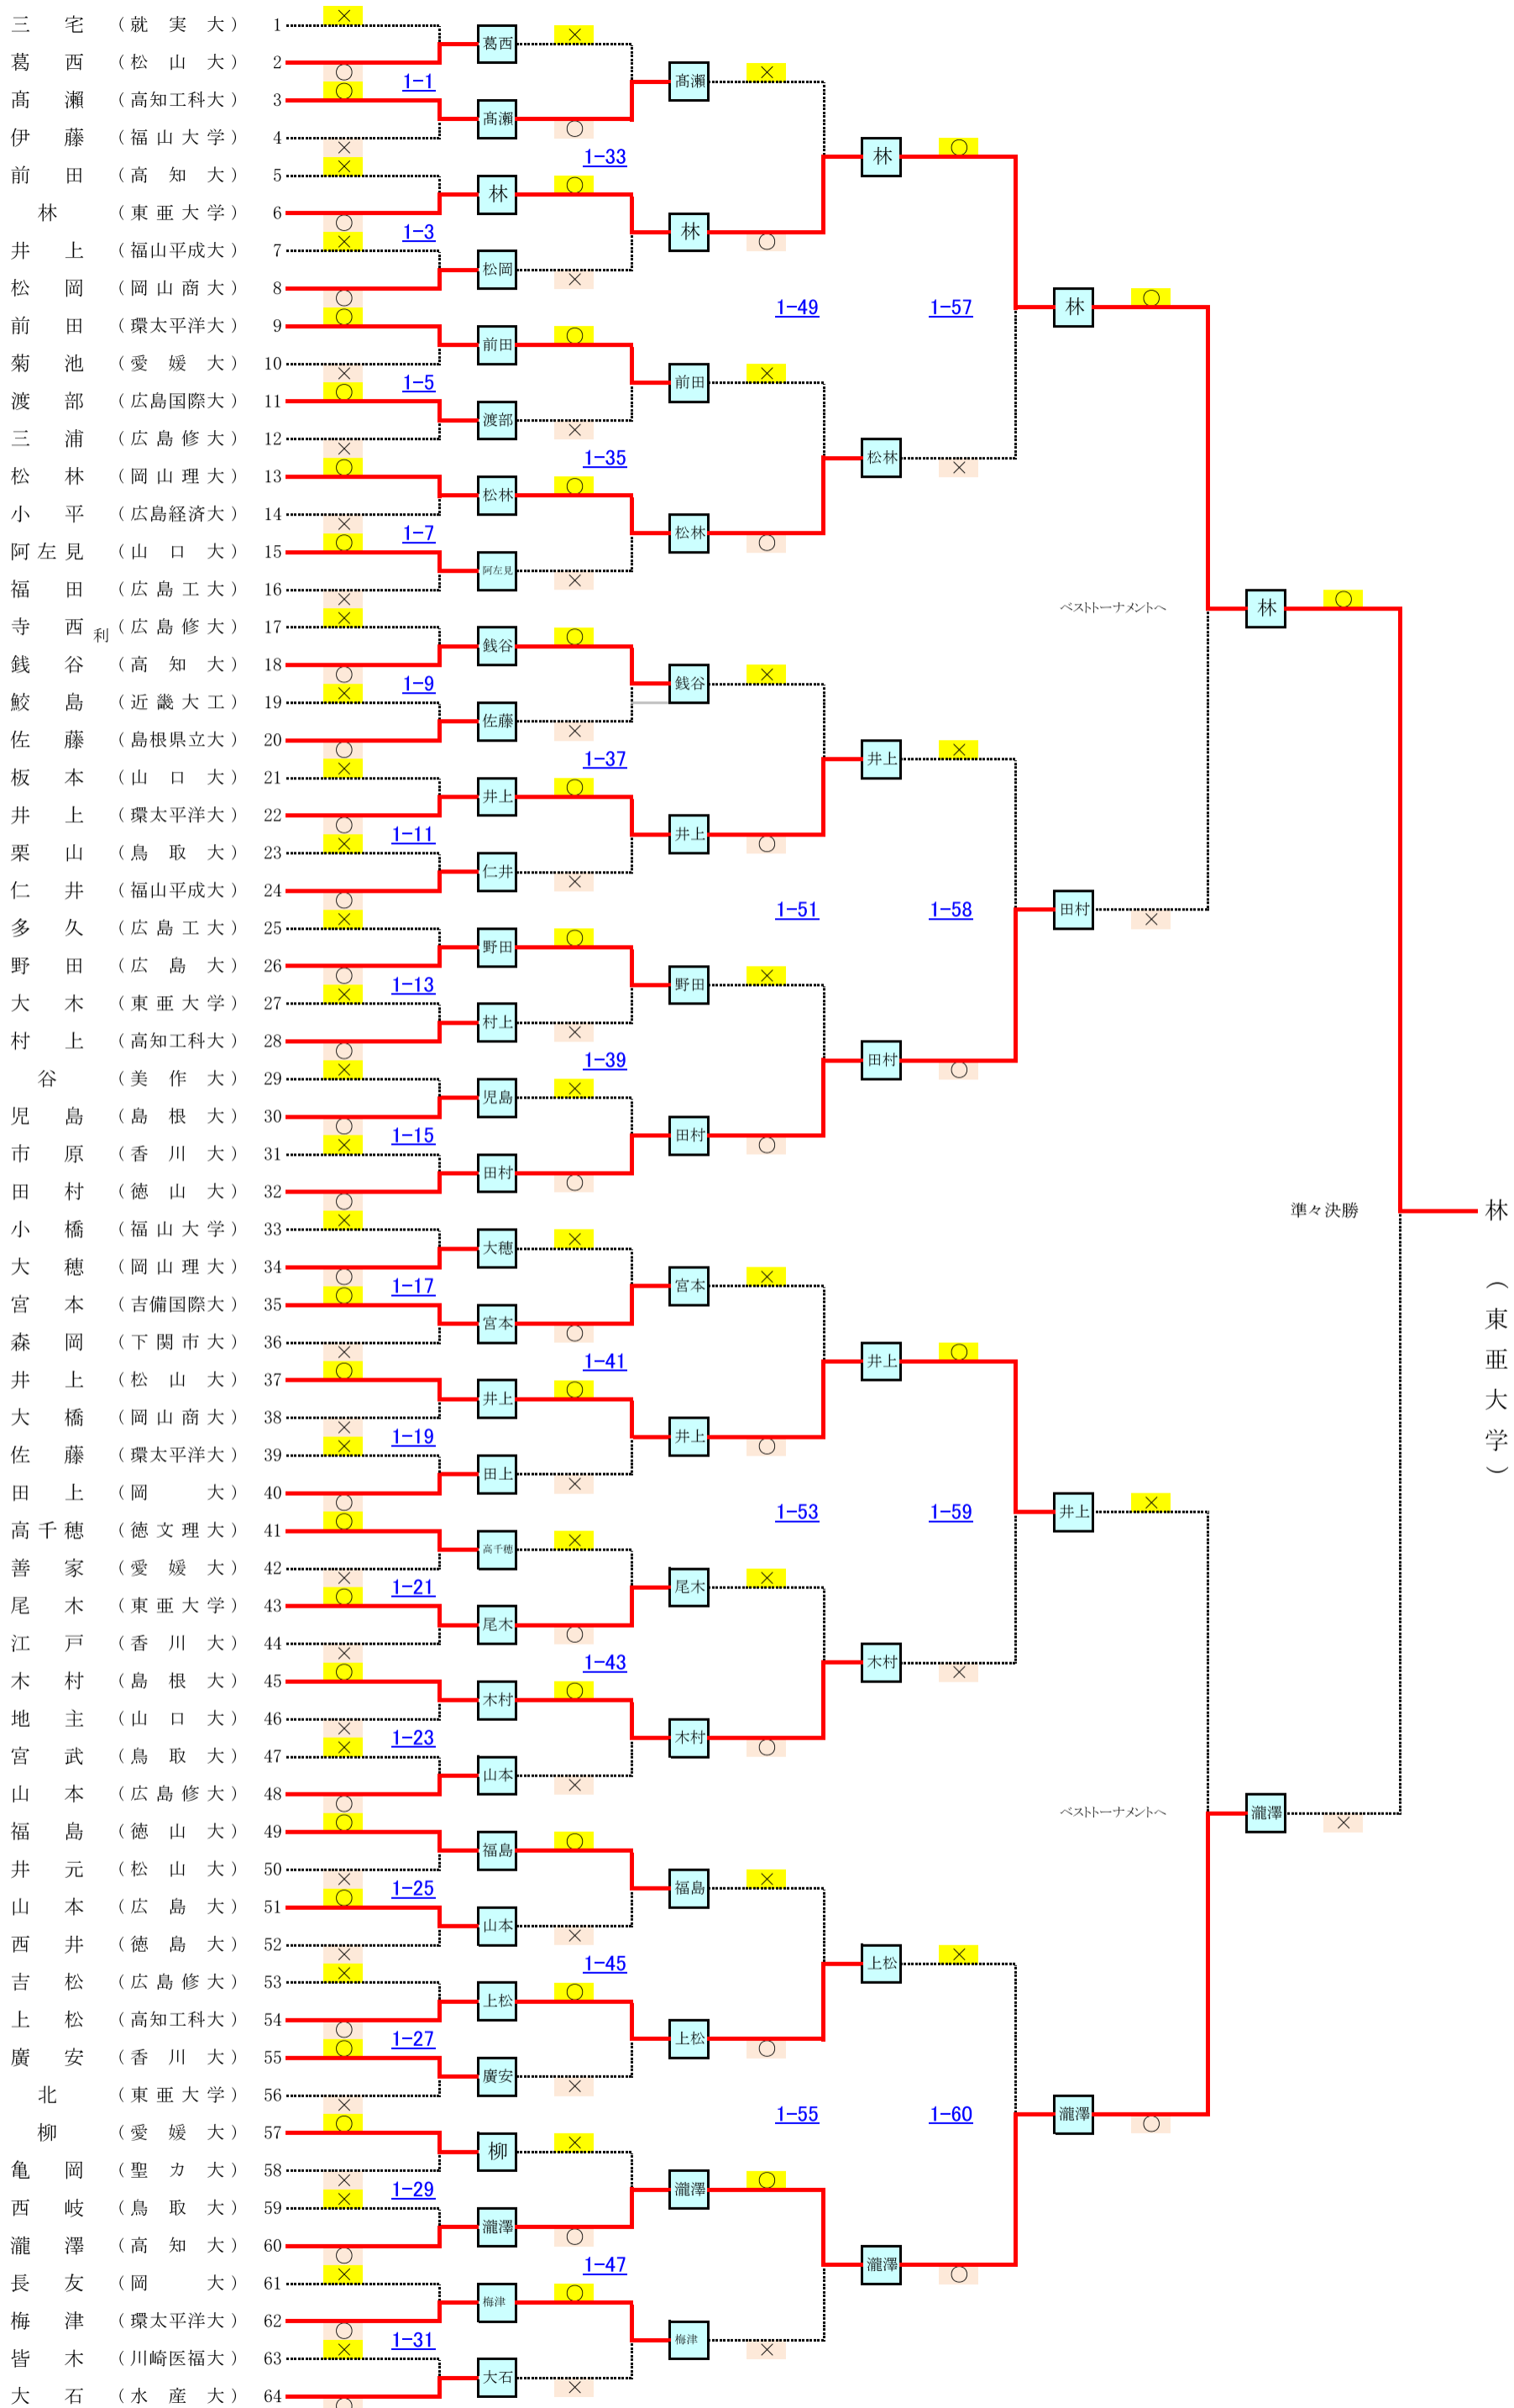 三宅（就実大）1 ×
葛西（松山大）2 ○
高瀬（高知工科大）3 ○
伊藤（福山大学）4 ×
前田（高知大）5 ×
林（東亜大学）6 ○
井上（福山平成大）7 ×
松岡（岡山商大）8 ○
前田（環太平洋大）9 ○
菊池（愛媛大）10 ×
渡部（広島国際大）11 ○
三浦（広島修大）12 ×
松林（岡山理大）13 ○
小平（広島経済大）14 ×
阿左見（山口大）15 ○
福田（広島工大）16 ×
寺西利（広島修大）17 ×
銭谷（高知大）18 ○
鮫島（近畿大工）19 ×
佐藤（島根県立大）20 ○
板本（山口大）21 ×
井上（環太平洋大）22 ○
栗山（鳥取大）23 ×
仁井（福山平成大）24 ○
多久（広島工大）25 ×
野田（広島大）26 ○
大木（東亜大学）27 ×
村上（高知工科大）28 ○
谷（美作大）29 ×
児島（島根大）30 ○
市原（香川大）31 ×
田村（徳山大）32 ○
小橋（福山大学）33 ×
大穂（岡山理大）34 ○
宮本（吉備国際大）35 ○
森岡（下関市大）36 ×
井上（松山大）37 ○
大橋（岡山商大）38 ×
佐藤（環太平洋大）39 ×
田上（岡大）40 ○
高千穂（徳文理大）41 ○
善家（愛媛大）42 ×
尾木（東亜大学）43 ○
江戸（香川大）44 ×
木村（島根大）45 ○
地主（山口大）46 ×
宮武（鳥取大）47 ×
山本（広島修大）48 ○
福島（徳山大）49 ○
井元（松山大）50 ×
山本（広島大）51 ○
西井（徳島大）52 ×
吉松（広島修大）53 ×
上松（高知工科大）54 ○
廣安（香川大）55 ○
北（東亜大学）56 ×
柳（愛媛大）57 ○
亀岡（聖カ大）58 ×
西岐（鳥取大）59 ×
瀧澤（高知大）60 ○
長友（岡大）61 ×
梅津（環太平洋大）62 ○
皆木（川崎医福大）63 ×
大石（水産大）64 ○
1-1
1-3
1-5
1-7
1-9
1-11
1-13
1-15
1-17
1-19
1-21
1-23
1-25
1-27
1-29
1-31
葛西 ×
髙瀬 ○
林 ○
松岡 ×
前田 ○
渡部 ×
松林 ○
阿左見 ×
銭谷 ○
佐藤 ×
井上 ○
仁井 ×
野田 ○
村上 ×
児島 ×
田村 ○
大穂 ×
宮本 ○
井上 ○
田上 ×
高千穂 ×
尾木 ○
木村 ○
山本 ×
福島 ○
山本 ×
上松 ○
廣安 ×
柳 ×
瀧澤 ○
梅津 ○
大石 ×
1-33
1-35
1-37
1-39
1-41
1-43
1-45
1-47
髙瀬 ×
林 ○
前田 ×
松林 ○
銭谷 ×
井上 ○
野田 ×
田村 ○
宮本 ×
井上 ○
尾木 ×
木村 ○
福島 ×
上松 ○
瀧澤 ○
梅津 ×
1-49
1-51
1-53
1-55
林 ○
松林 ×
井上 ×
田村 ○
井上 ○
木村 ×
上松 ×
瀧澤 ○
1-57
1-58
1-59
1-60
林 ○
田村 ×
井上 ×
瀧澤 ○
ベストーナメントへ
ベストーナメントへ
林 ○
瀧澤 ×
準々決勝
林
（東亜大学）